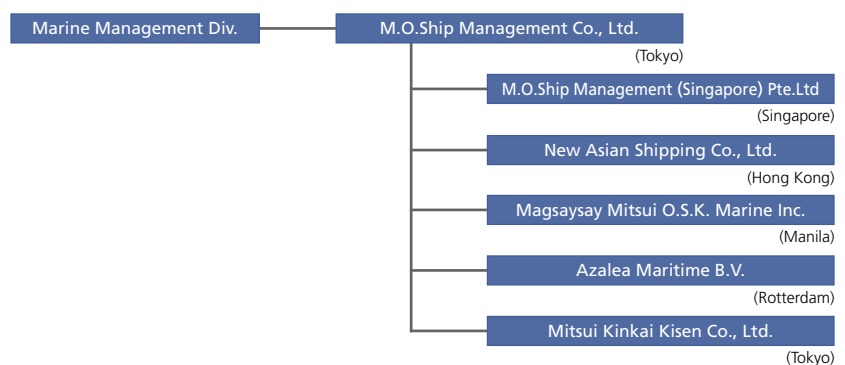 Marine Management Div.
M.O.Ship Management Co., Ltd.
(Tokyo)
M.O.Ship Management (Singapore) Pte.Ltd
(Singapore)
New Asian Shipping Co., Ltd.
(Hong Kong)
Magsaysay Mitsui O.S.K. Marine Inc.
(Manila)
Azalea Maritime B.V.
(Rotterdam)
Mitsui Kinkai Kisen Co., Ltd.
(Tokyo)